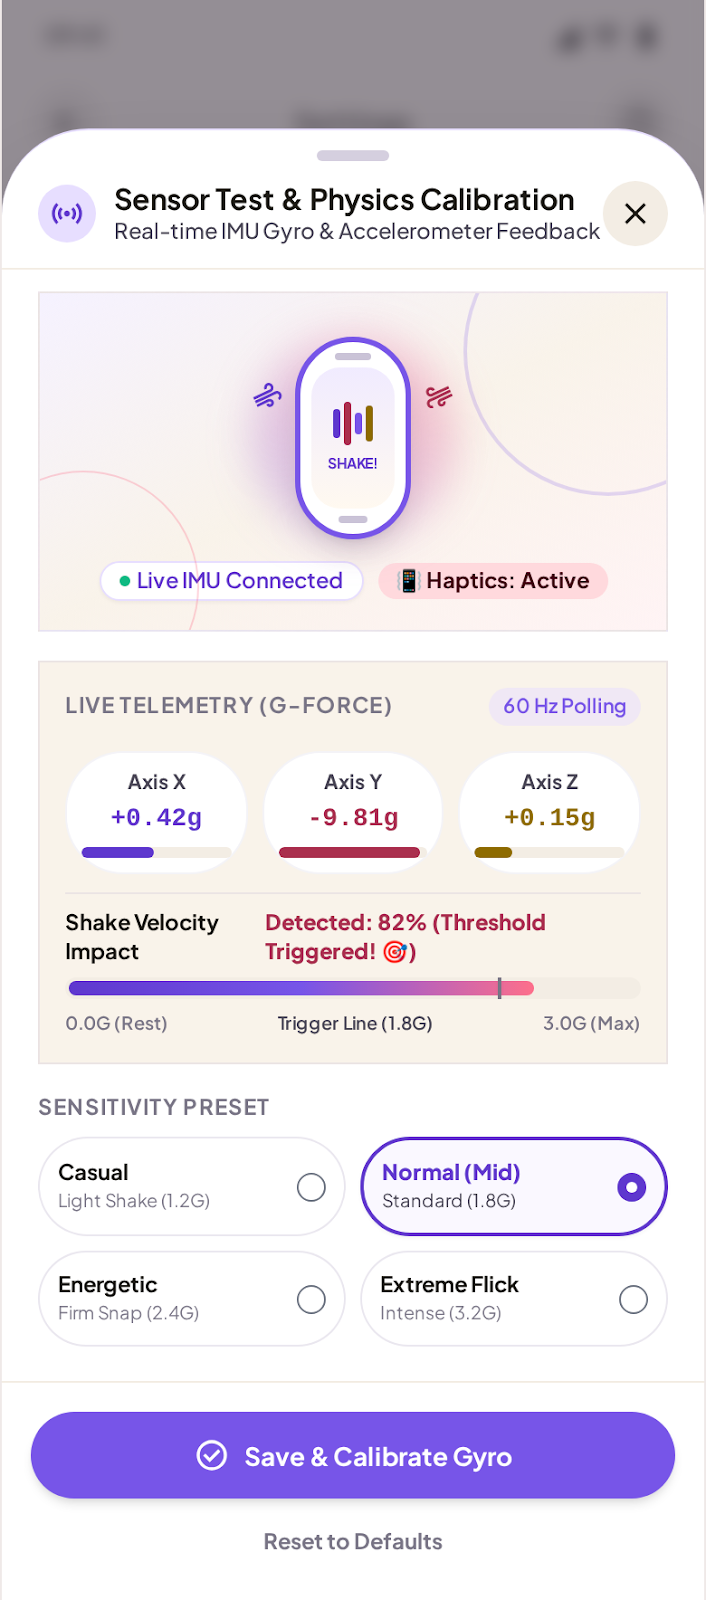 Sensor Test & Physics Calibration
Real-time IMU Gyro & Accelerometer Feedback
SHAKE!
Live IMU Connected
📳 Haptics: Active
LIVE TELEMETRY (G-FORCE)
60 Hz Polling
Axis X
+0.42g
Axis Y
-9.81g
Axis Z
+0.15g
Shake Velocity
Impact
Detected: 82% (Threshold
Triggered! 🎯)
0.0G (Rest)
Trigger Line (1.8G)
3.0G (Max)
SENSITIVITY PRESET
Casual
Light Shake (1.2G)
Normal (Mid)
Standard (1.8G)
Energetic
Firm Snap (2.4G)
Extreme Flick
Intense (3.2G)
Save & Calibrate Gyro
Reset to Defaults